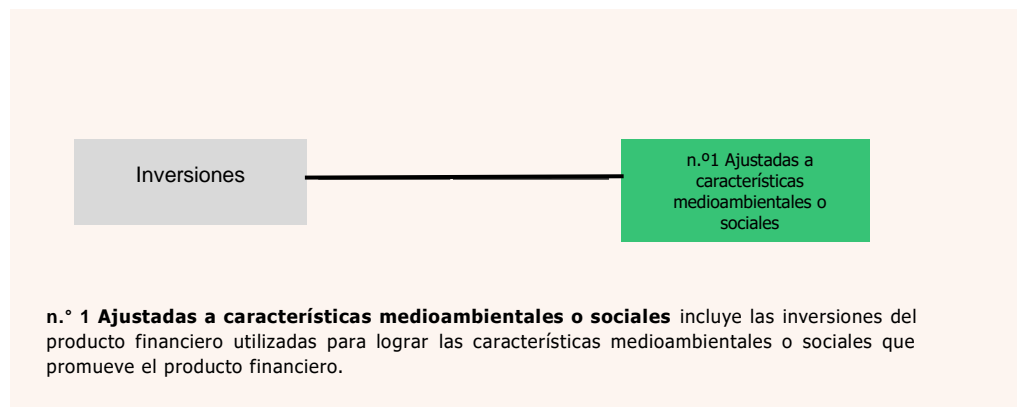 Inversiones
n.º1 Ajustadas a
características
medioambientales o
sociales
n.° 1 Ajustadas a características medioambientales o sociales incluye las inversiones del
producto financiero utilizadas para lograr las características medioambientales o sociales que
promueve el producto financiero.